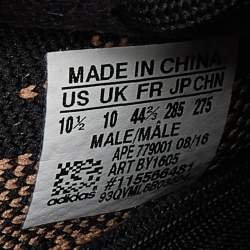 MADE IN CHINA
US UK FR JP CHN
10½ 10 44⅔ 285 275
MALE/MÂLE
APE 779001 08/16
ART BY1605
#115566481
adidas